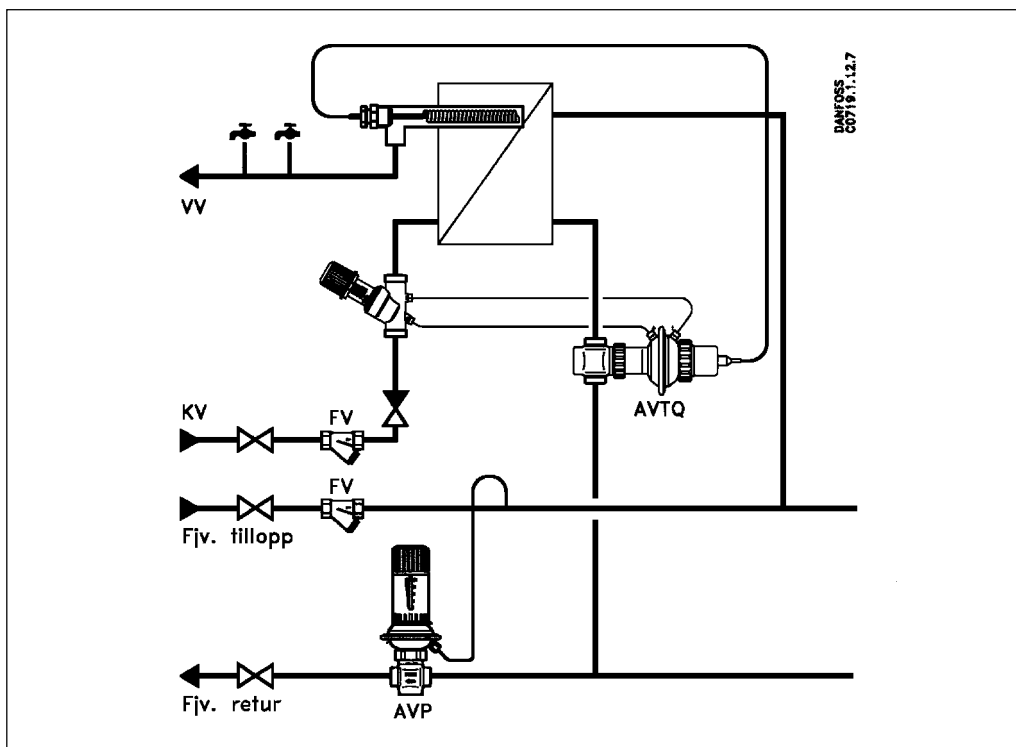 DANFOSS
C0719.1.12.7
VV
AVTQ
KV
FV
FV
Fjv. tillopp
Fjv. retur
AVP